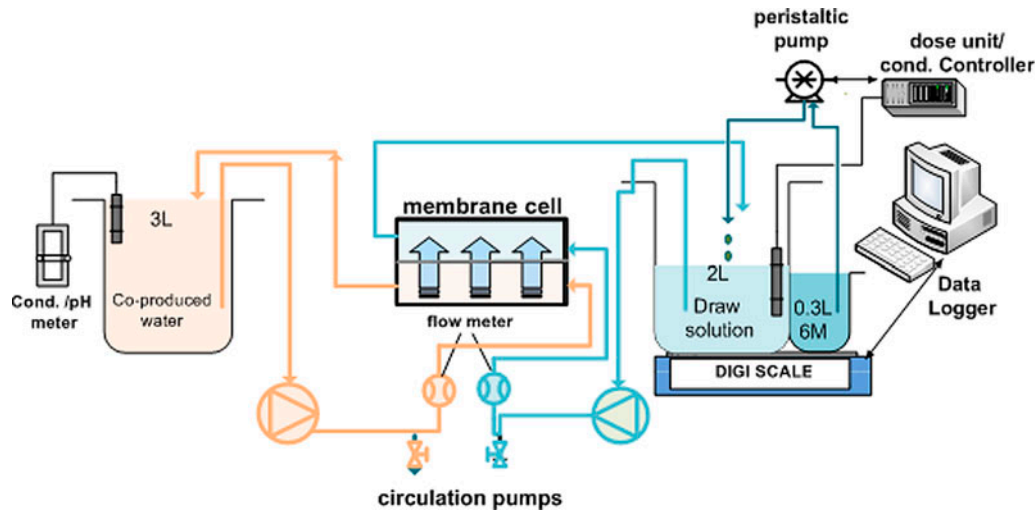 peristaltic
pump
dose unit/
cond. Controller
3L
membrane cell
Cond. /pH
meter
Co-produced
water
flow meter
2L
Draw
solution
0.3L
6M
Data
Logger
DIGI SCALE
circulation pumps